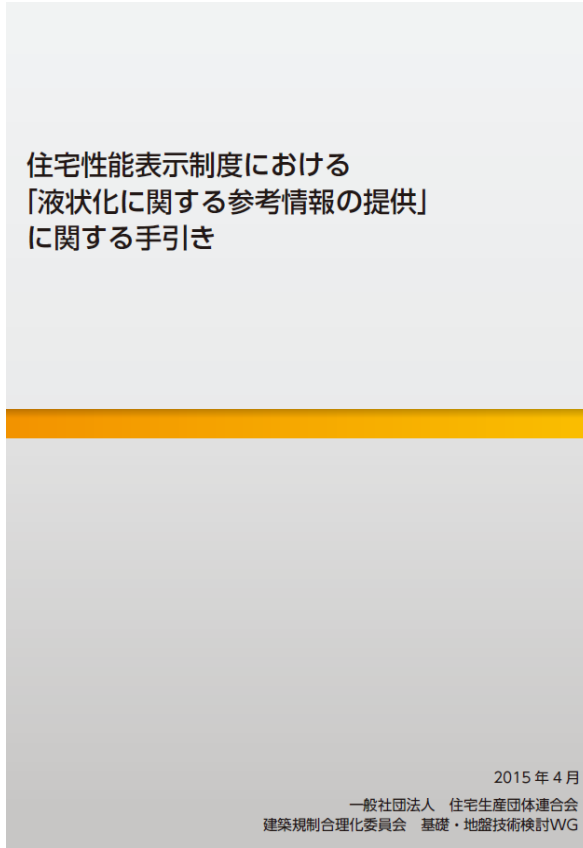 住宅性能表示制度における
「液状化に関する参考情報の提供」
に関する手引き
2015年4月
一般社団法人　住宅生産団体連合会
建築規制合理化委員会　基礎・地盤技術検討WG